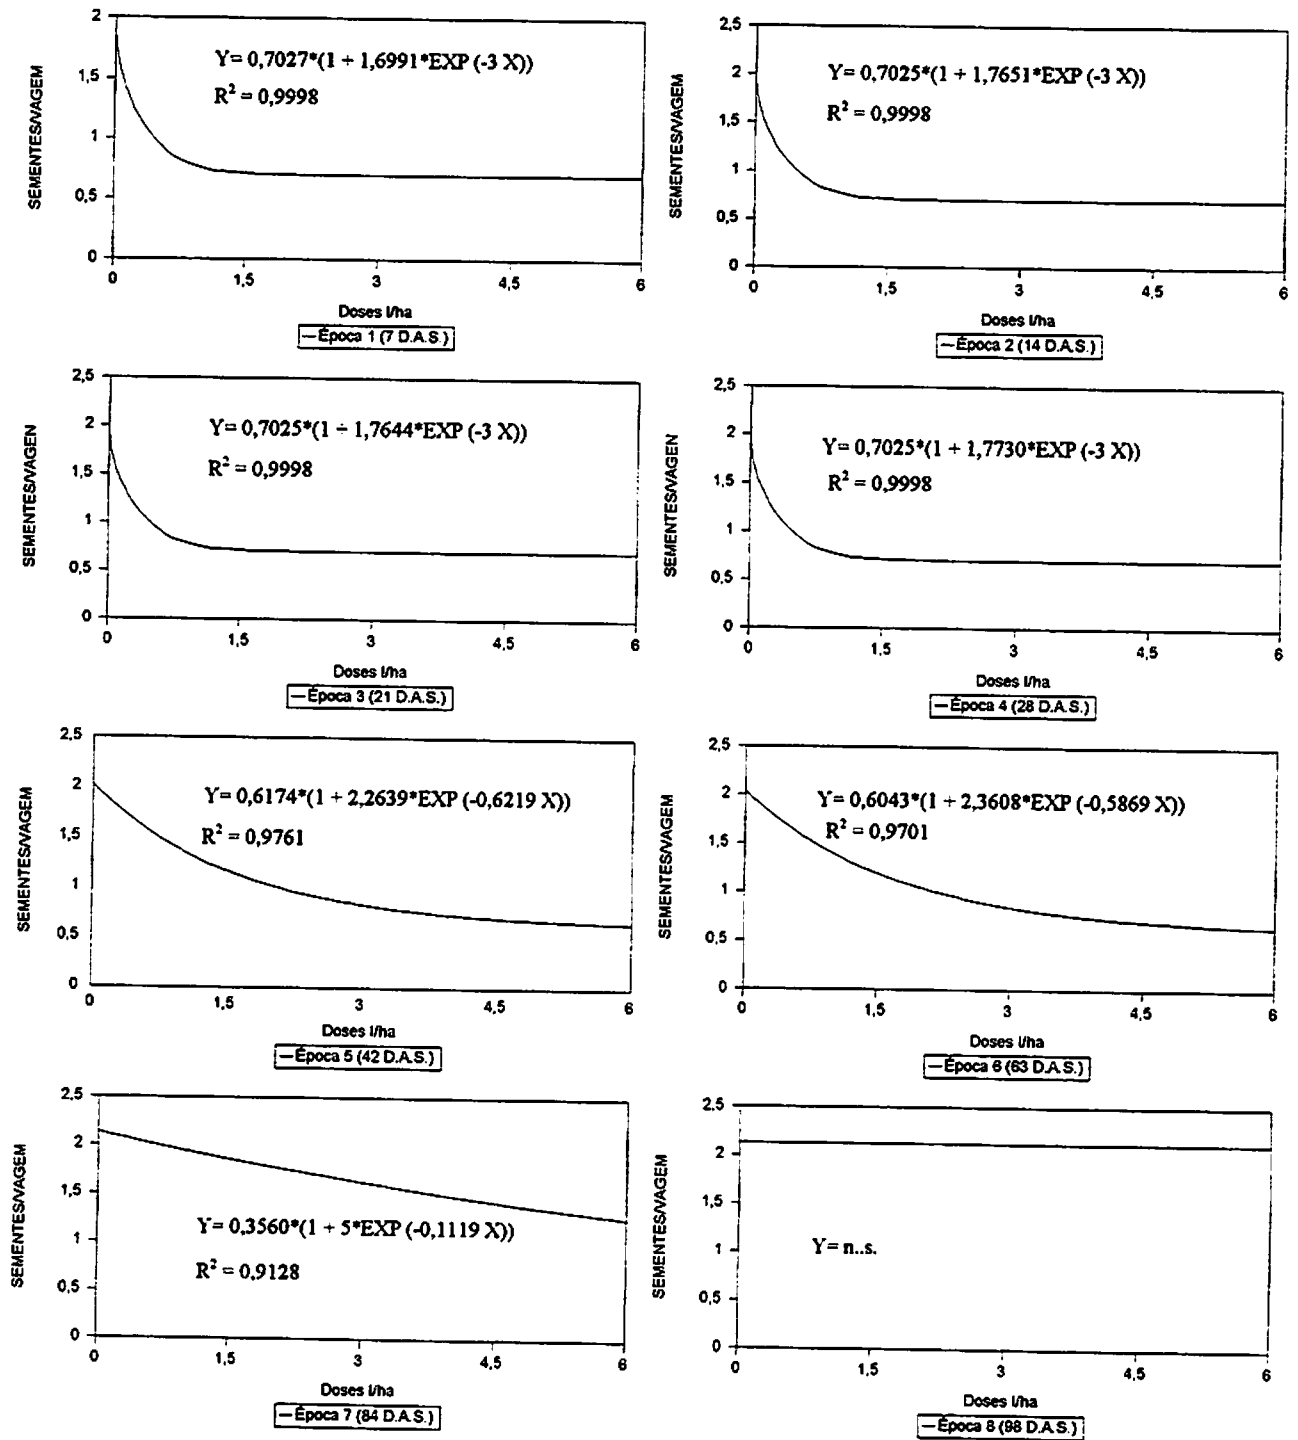 2
1,5
1
0,5
0
SEMENTES/VAGEM
Y= 0,7027*(1 + 1,6991*EXP (-3 X))
R² = 0,9998
0
1,5
3
4,5
6
Doses l/ha
—Época 1 (7 D.A.S.)
2,5
2
1,5
1
0,5
0
SEMENTES/VAGEM
Y= 0,7025*(1 + 1,7651*EXP (-3 X))
R² = 0,9998
0
1,5
3
4,5
6
Doses l/ha
—Época 2 (14 D.A.S.)
2,5
2
1,5
1
0,5
0
SEMENTES/VAGEN
Y= 0,7025*(1 + 1,7644*EXP (-3 X))
R² = 0,9998
0
1,5
3
4,5
6
Doses l/ha
—Época 3 (21 D.A.S.)
2,5
2
1,5
1
0,5
0
SEMENTES/VAGEN
Y= 0,7025*(1 + 1,7730*EXP (-3 X))
R² = 0,9998
0
1,5
3
4,5
6
Doses l/ha
—Época 4 (28 D.A.S.)
2,5
2
1,5
1
0,5
0
SEMENTES/VAGEM
Y= 0,6174*(1 + 2,2639*EXP (-0,6219 X))
R² = 0,9761
0
1,5
3
4,5
6
Doses l/ha
—Época 5 (42 D.A.S.)
2,5
2
1,5
1
0,5
0
SEMENTES/VAGEM
Y= 0,6043*(1 + 2,3608*EXP (-0,5869 X))
R² = 0,9701
0
1,5
3
4,5
6
Doses l/ha
—Época 6 (63 D.A.S.)
2,5
2
1,5
1
0,5
0
SEMENTES/VAGEM
Y= 0,3560*(1 + 5*EXP (-0,1119 X))
R² = 0,9128
0
1,5
3
4,5
6
Doses l/ha
—Época 7 (84 D.A.S.)
2,5
2
1,5
1
0,5
0
SEMENTES/VAGEM
Y= n..s.
0
1,5
3
4,5
6
Doses l/ha
—Época 8 (98 D.A.S.)